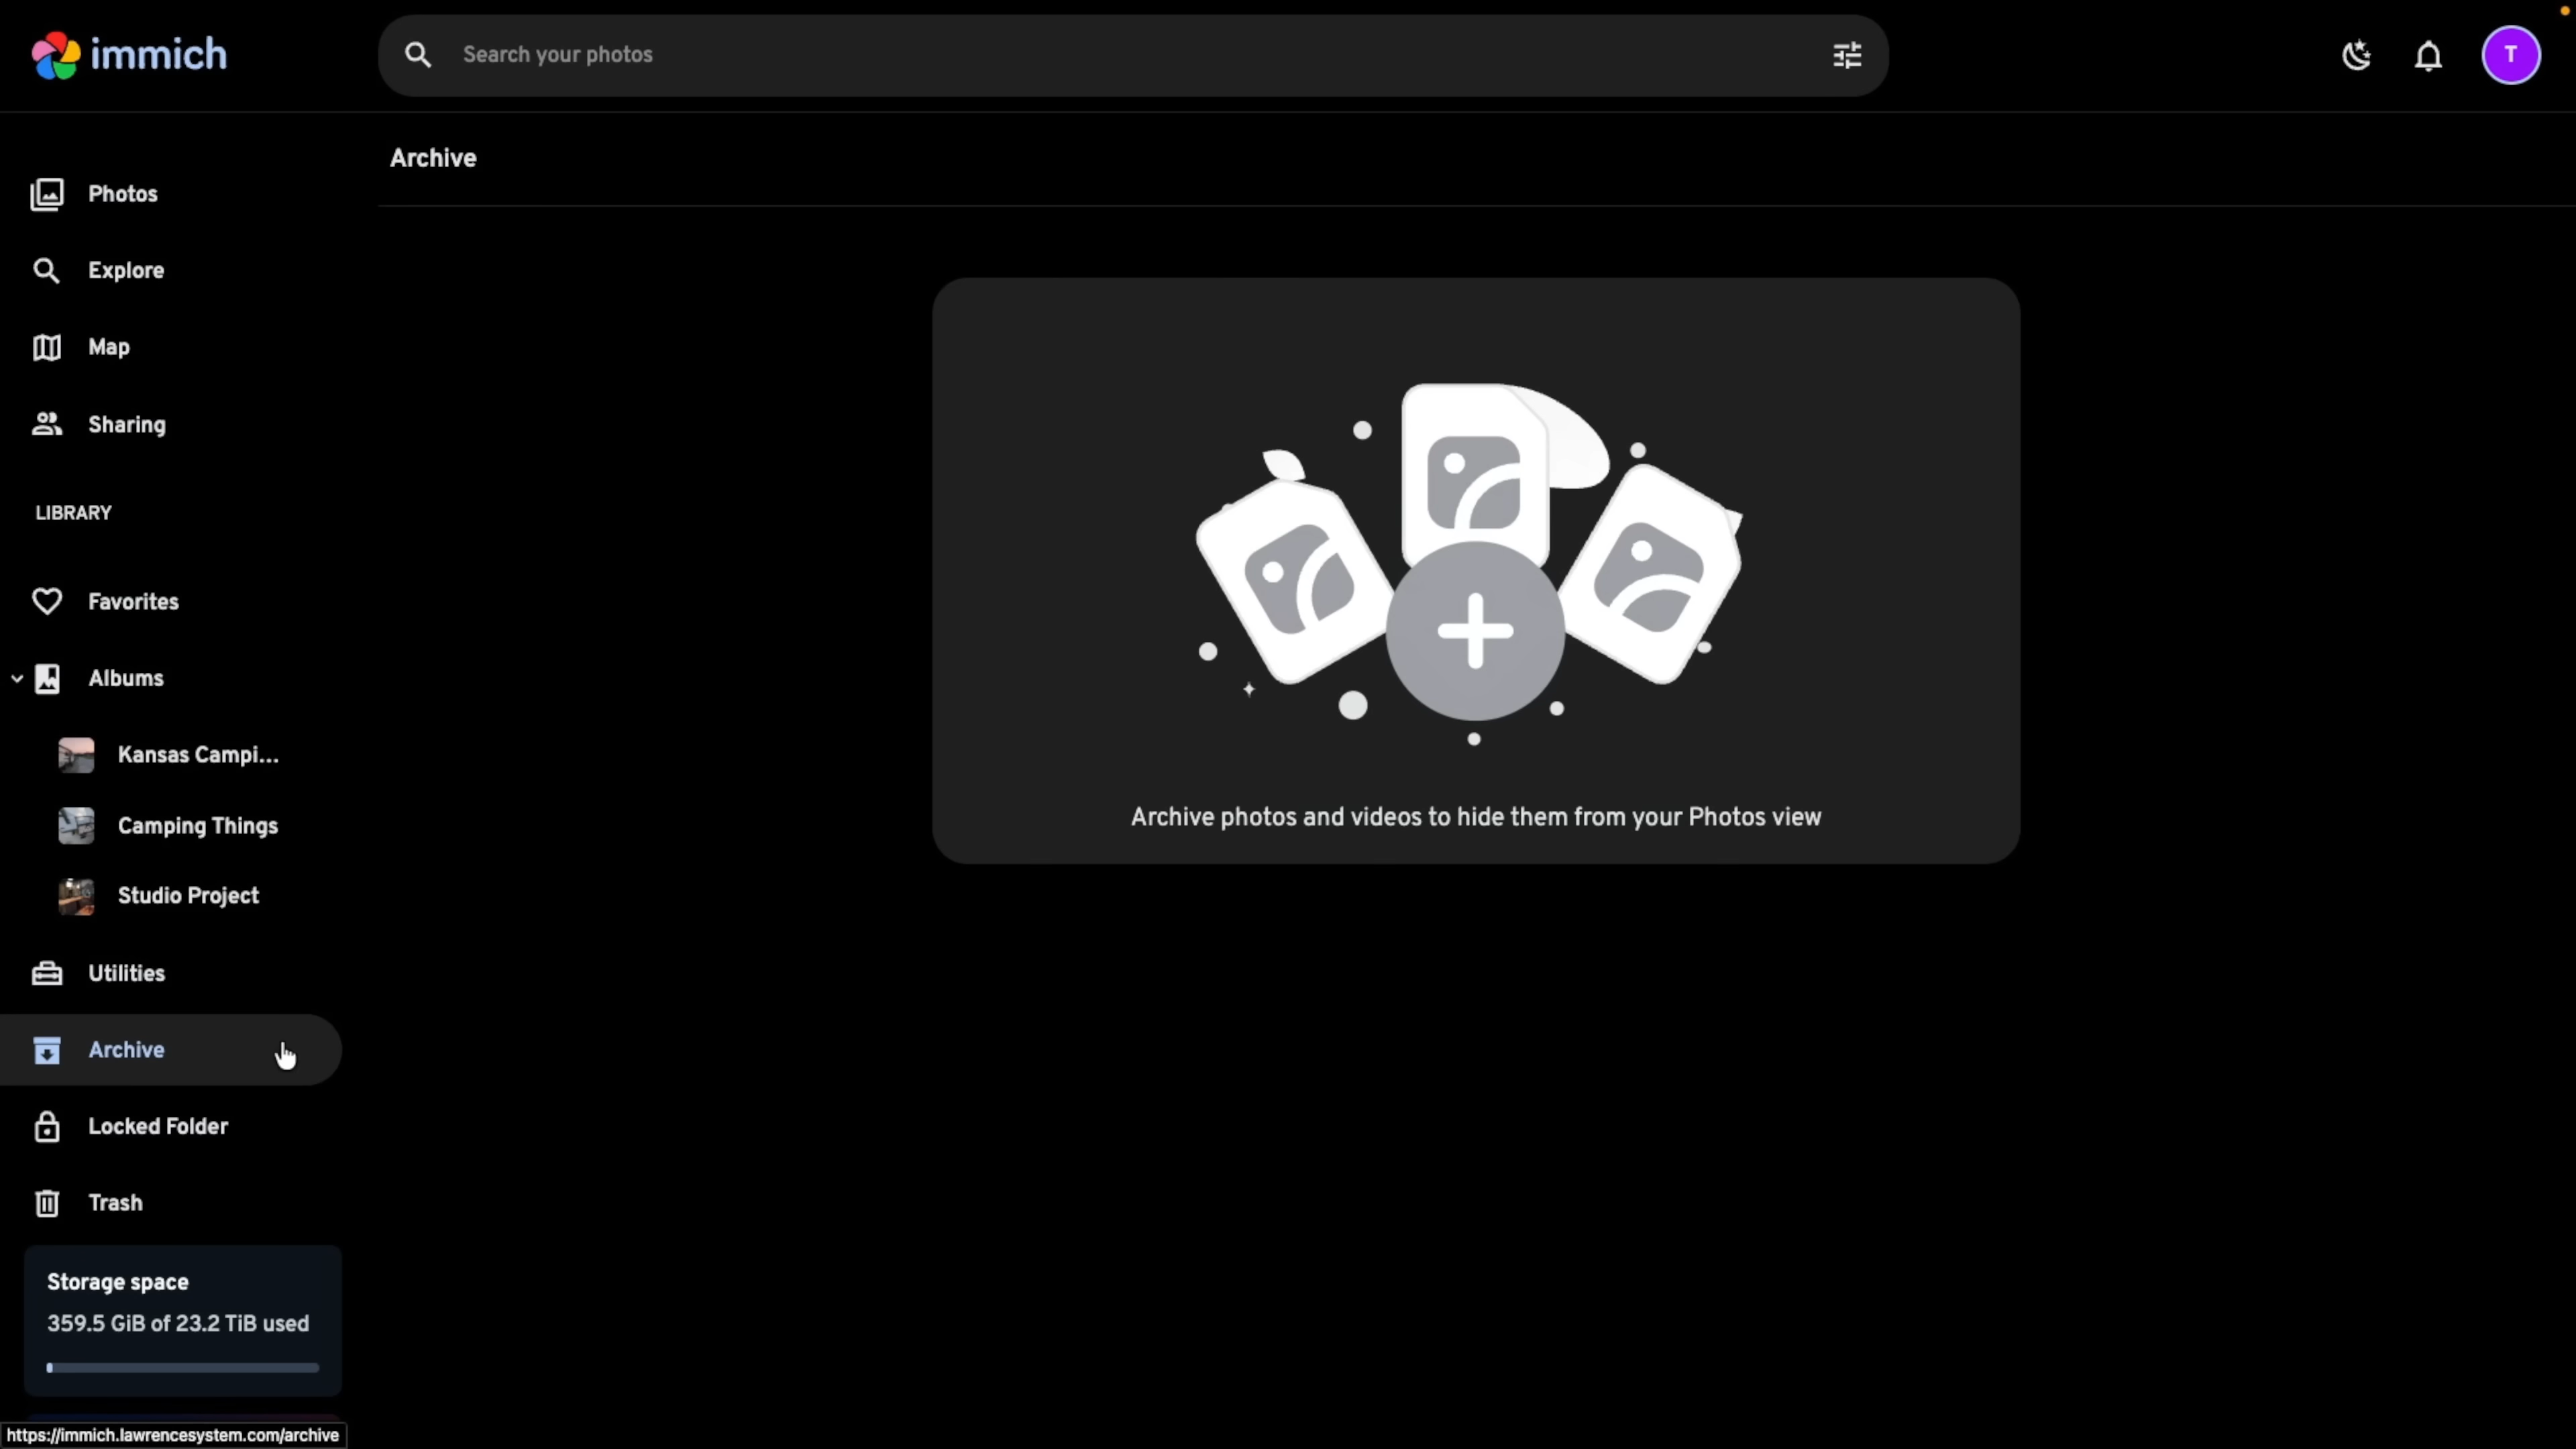 immich
Search your photos
T
Archive
Photos
Explore
Map
Sharing
LIBRARY
Favorites
Albums
Kansas Campi...
Camping Things
Studio Project
Utilities
Archive
Locked Folder
Trash
Storage space
359.5 GiB of 23.2 TiB used
Archive photos and videos to hide them from your Photos view
https://immich.lawrencesystem.com/archive